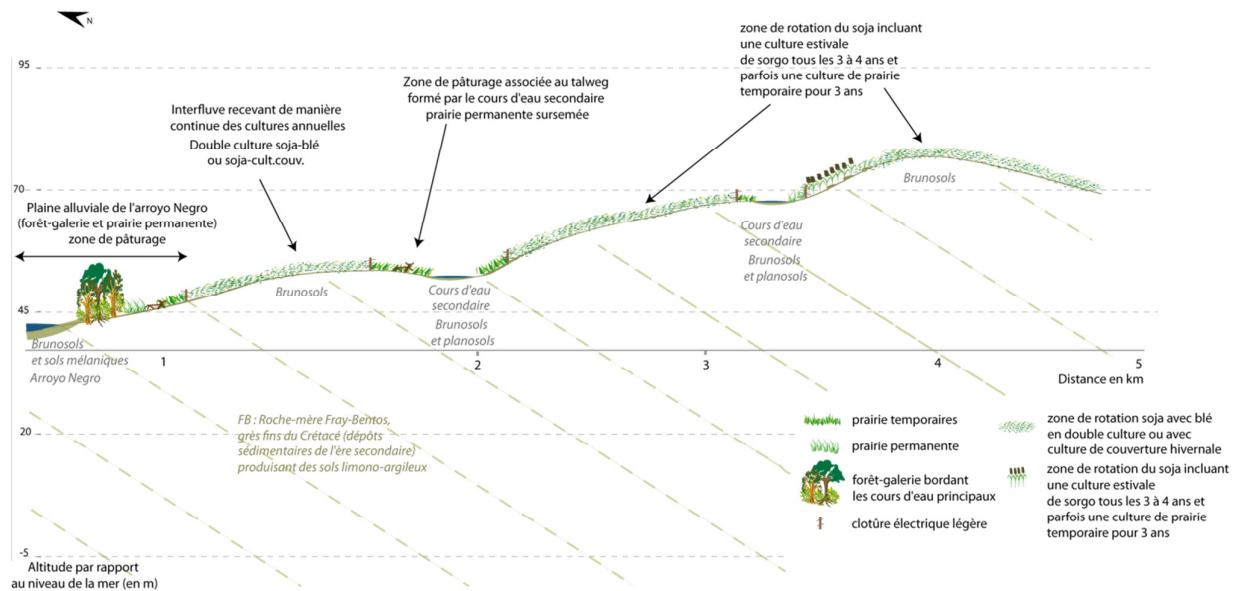 N
zone de rotation du soja incluant
une culture estivale
de sorgo tous les 3 à 4 ans et
parfois une culture de prairie
temporaire pour 3 ans
95
Zone de pâturage associée au talweg
formé par le cours d'eau secondaire
prairie permanente sursemée
Interfluve recevant de manière
continue des cultures annuelles
Double culture soja-blé
ou soja-cult.couv.
70
Brunosols
Plaine alluviale de l'arroyo Negro
(forêt-galerie et prairie permanente)
zone de pâturage
Cours d'eau
secondaire
Brunosols
et planosols
Brunosols
Cours d'eau
secondaire
Brunosols
et planosols
45
Brunosols
et sols mélaniques
Arroyo Negro
1
2
3
4
5
Distance en km
FB : Roche-mère Fray-Bentos,
grès fins du Crétacé (dépôts
sédimentaires de l'ère secondaire)
produisant des sols limono-argileux
20
prairie temporaires
prairie permanente
forêt-galerie bordant
les cours d'eau principaux
clotûre électrique légère
zone de rotation soja avec blé
en double culture ou avec
culture de couverture hivernale
zone de rotation du soja incluant
une culture estivale
de sorgo tous les 3 à 4 ans et
parfois une culture de prairie
temporaire pour 3 ans
-5
Altitude par rapport
au niveau de la mer (en m)